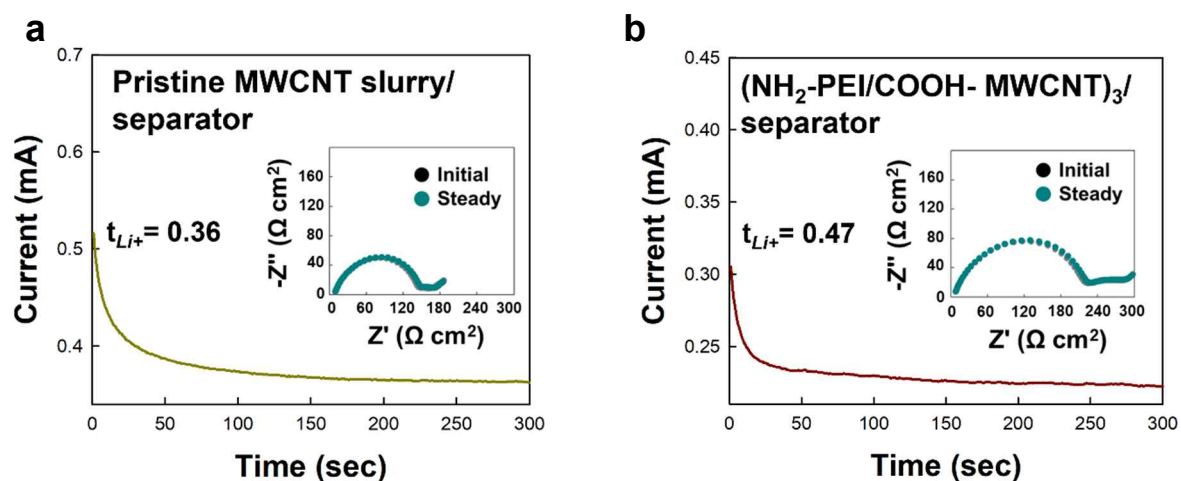 a
Pristine MWCNT slurry/
separator
t_Li+ = 0.36
Current (mA)
0.7
0.6
0.5
0.4
0
50
100
150
200
250
300
Time (sec)
-Z" (Ω cm²)
160
120
80
40
0
0
60
120
180
240
300
Z' (Ω cm²)
Initial
Steady
b
(NH₂-PEI/COOH- MWCNT)₃/
separator
t_Li+ = 0.47
Current (mA)
0.45
0.40
0.35
0.30
0.25
0
50
100
150
200
250
300
Time (sec)
-Z" (Ω cm²)
160
120
80
40
0
0
60
120
180
240
300
Z' (Ω cm²)
Initial
Steady